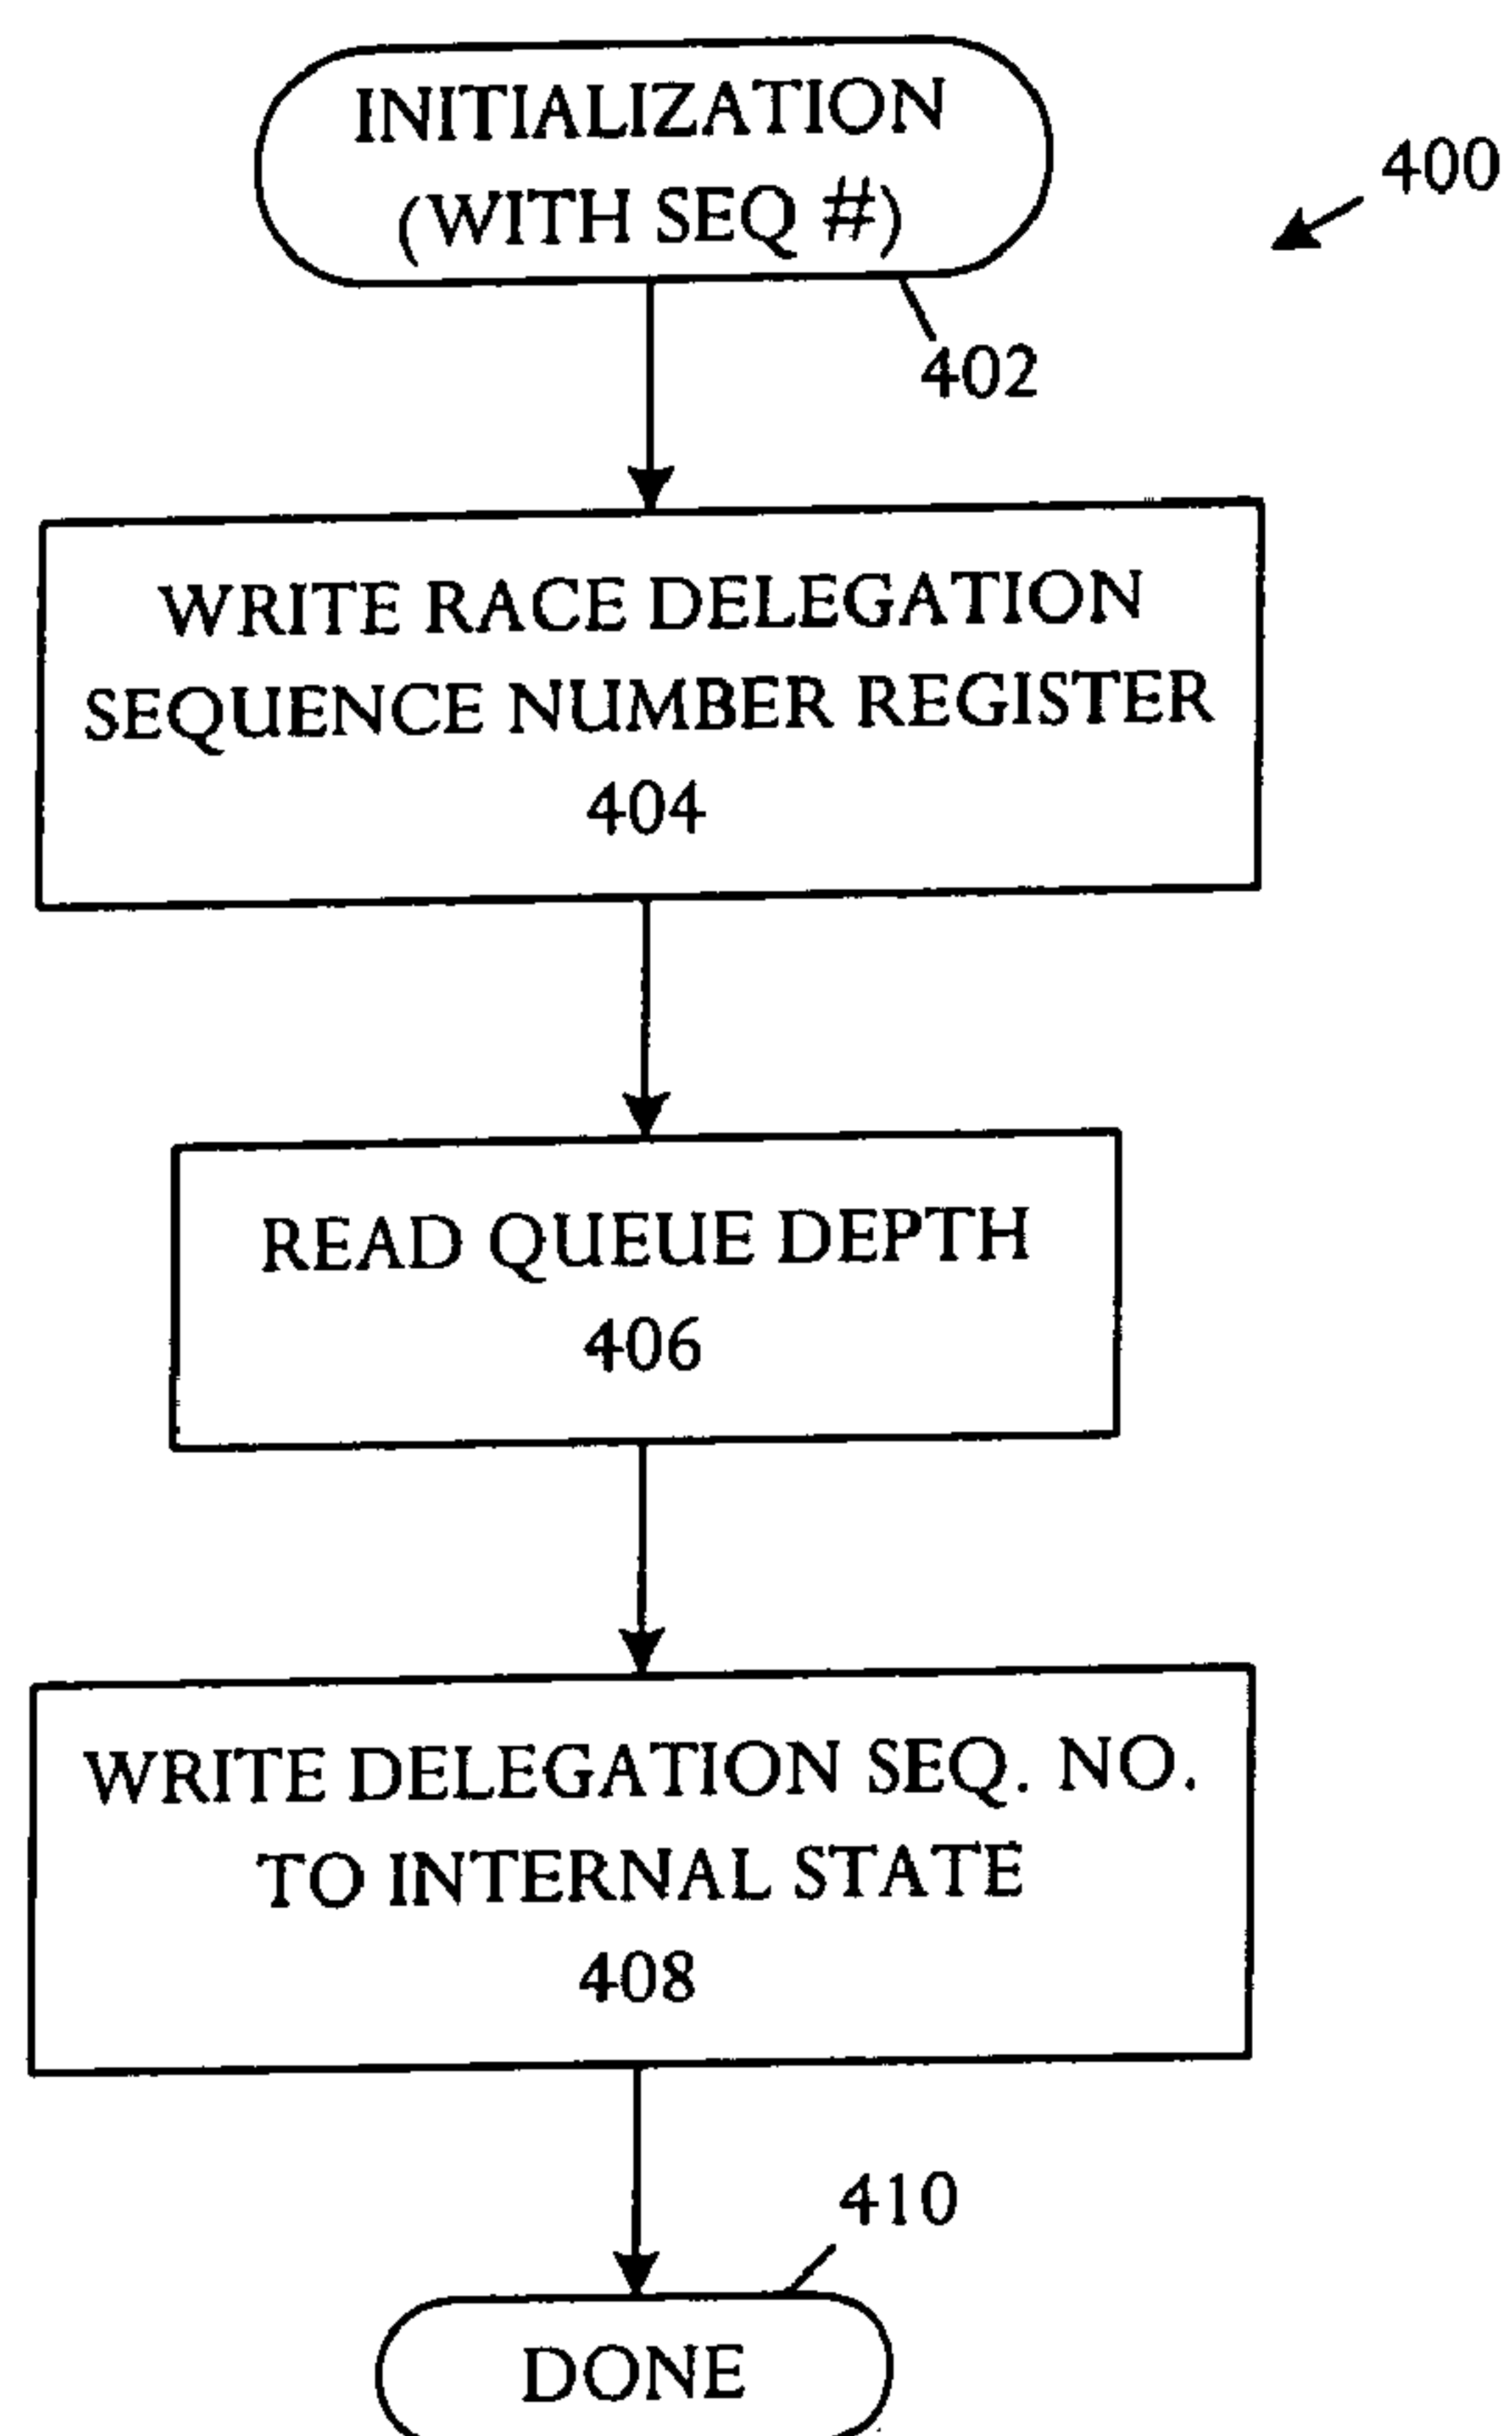 INITIALIZATION
(WITH SEQ #)
400
402
WRITE RACE DELEGATION
SEQUENCE NUMBER REGISTER
404
READ QUEUE DEPTH
406
WRITE DELEGATION SEQ. NO.
TO INTERNAL STATE
408
410
DONE